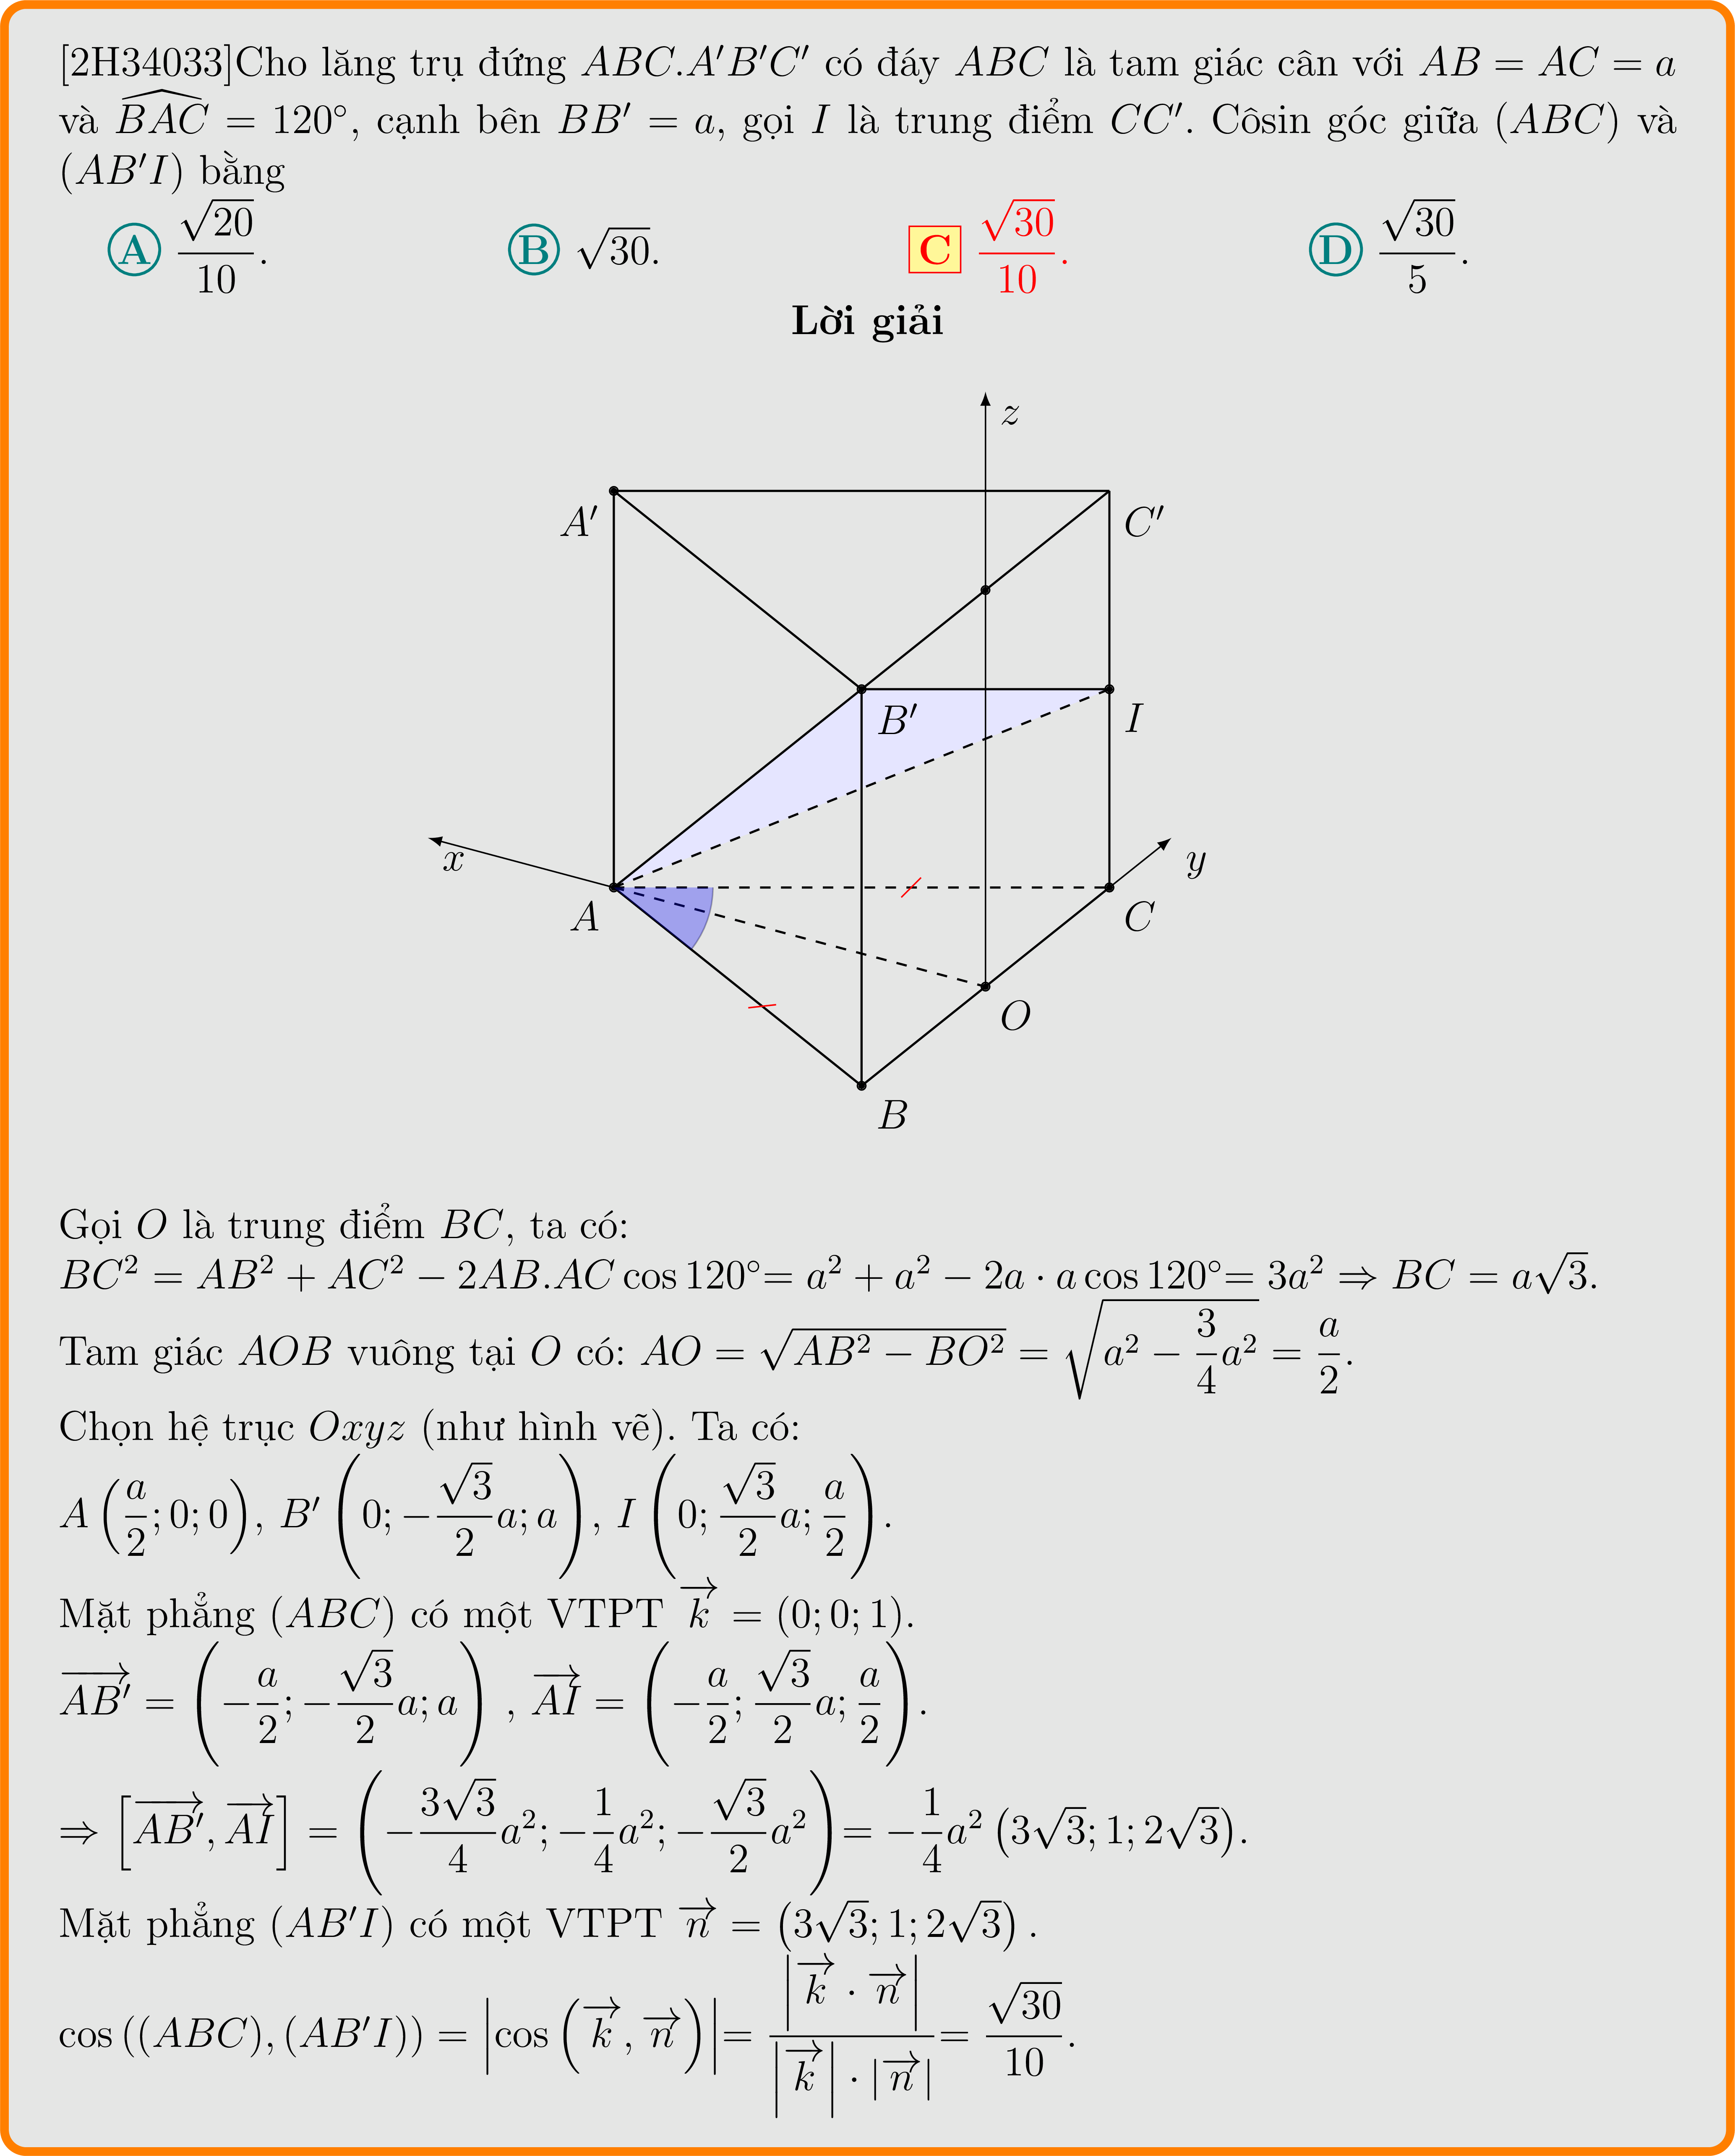 [2H34033]Cho lăng trụ đứng ABC.A′B′C′ có đáy ABC là tam giác cân với AB = AC = a
và $\widehat{BAC}$ = 120°, cạnh bên BB′ = a, gọi I là trung điểm CC′. Côsin góc giữa (ABC) và
(AB′I) bằng
A $\frac{\sqrt{20}}{10}$. B $\sqrt{30}$. C $\frac{\sqrt{30}}{10}$. D $\frac{\sqrt{30}}{5}$.
Lời giải
z
A′
C′
B′
I
x
y
A
C
O
B
Gọi O là trung điểm BC, ta có:
$BC^2 = AB^2 + AC^2 - 2AB.AC\cos 120° = a^2 + a^2 - 2a \cdot a\cos 120° = 3a^2 \Rightarrow BC = a\sqrt{3}$.
Tam giác AOB vuông tại O có: $AO = \sqrt{AB^2 - BO^2} = \sqrt{a^2 - \frac{3}{4}a^2} = \frac{a}{2}$.
Chọn hệ trục Oxyz (như hình vẽ). Ta có:
$A\left(\frac{a}{2}; 0; 0\right)$, $B'\left(0; -\frac{\sqrt{3}}{2}a; a\right)$, $I\left(0; \frac{\sqrt{3}}{2}a; \frac{a}{2}\right)$.
Mặt phẳng (ABC) có một VTPT $\overrightarrow{k} = (0; 0; 1)$.
$\overrightarrow{AB'} = \left(-\frac{a}{2}; -\frac{\sqrt{3}}{2}a; a\right)$ , $\overrightarrow{AI} = \left(-\frac{a}{2}; \frac{\sqrt{3}}{2}a; \frac{a}{2}\right)$.
$\Rightarrow \left[\overrightarrow{AB'}, \overrightarrow{AI}\right] = \left(-\frac{3\sqrt{3}}{4}a^2; -\frac{1}{4}a^2; -\frac{\sqrt{3}}{2}a^2\right) = -\frac{1}{4}a^2\left(3\sqrt{3}; 1; 2\sqrt{3}\right)$.
Mặt phẳng (AB′I) có một VTPT $\overrightarrow{n} = \left(3\sqrt{3}; 1; 2\sqrt{3}\right)$ .
$\cos\left((ABC), (AB'I)\right) = \left|\cos\left(\overrightarrow{k}, \overrightarrow{n}\right)\right| = \frac{\left|\overrightarrow{k} \cdot \overrightarrow{n}\right|}{\left|\overrightarrow{k}\right| \cdot |\overrightarrow{n}|} = \frac{\sqrt{30}}{10}$.